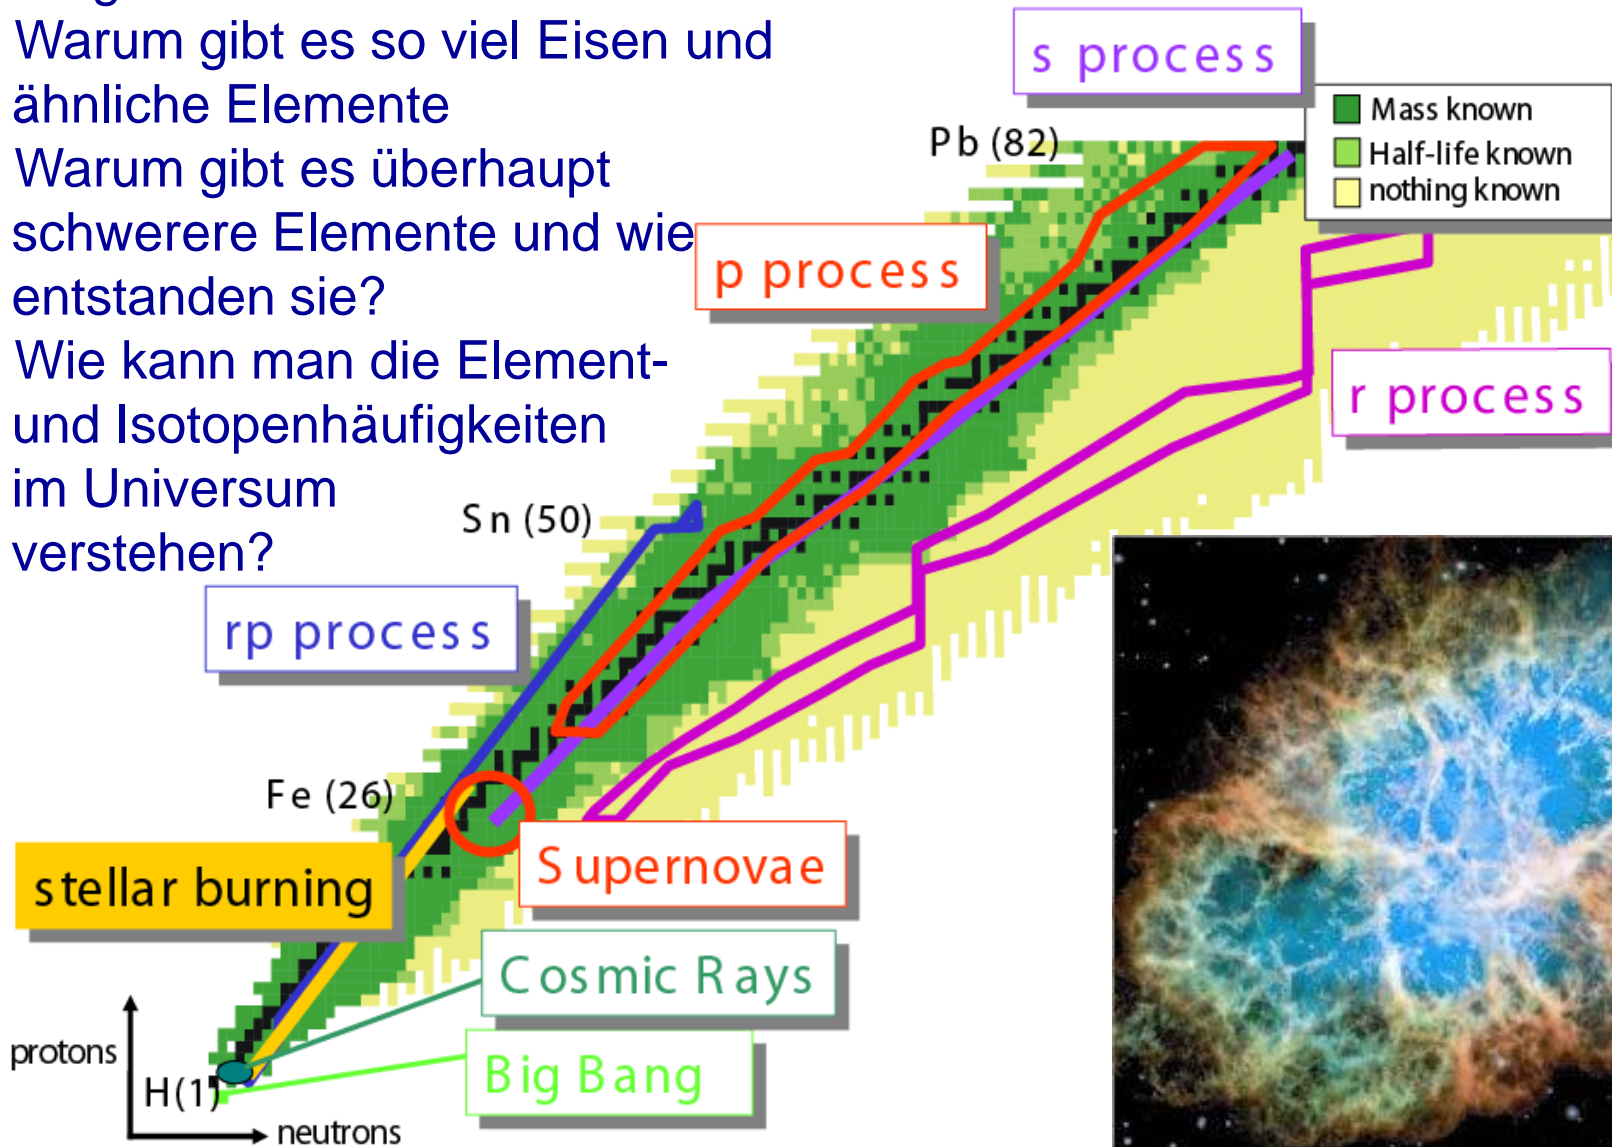 Warum gibt es so viel Eisen und
ähnliche Elemente
Warum gibt es überhaupt
schwerere Elemente und wie
entstanden sie?
Wie kann man die Element-
und Isotopenhäufigkeiten
im Universum
verstehen?
s process
Mass known
Half-life known
nothing known
Pb (82)
p process
r process
Sn (50)
rp process
Fe (26)
stellar burning
Supernovae
Cosmic Rays
Big Bang
protons
H(1)
neutrons